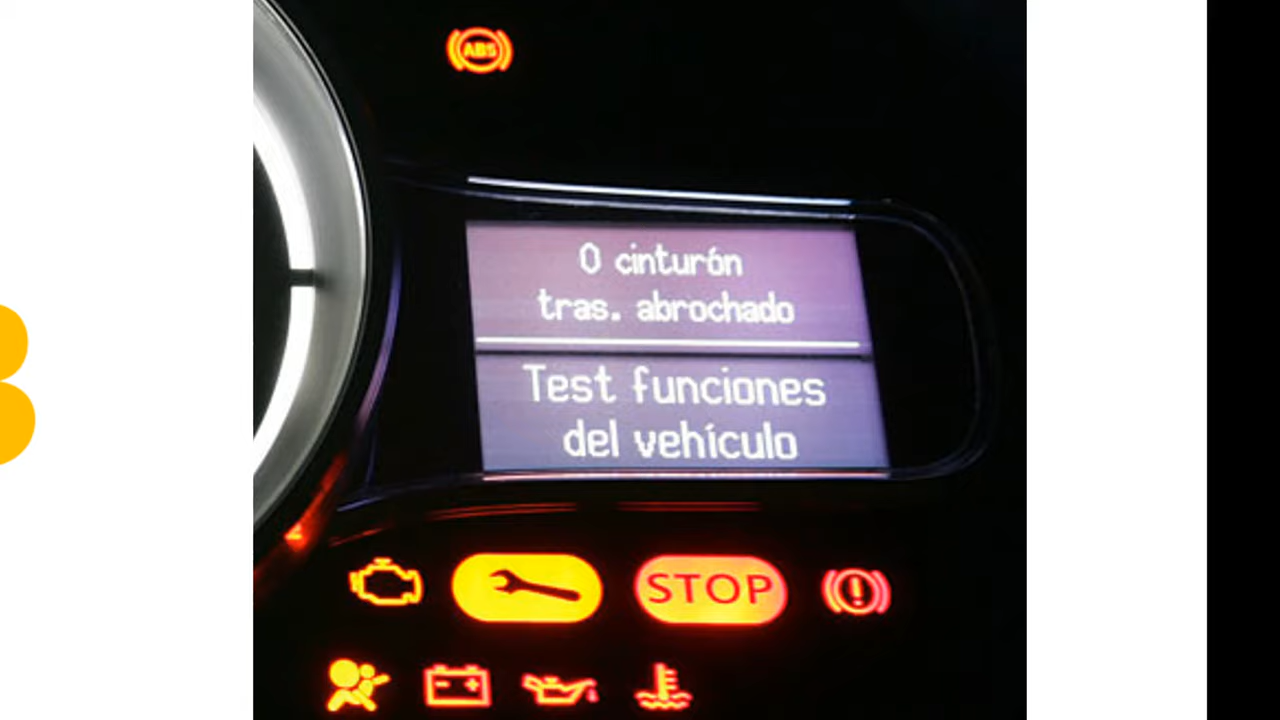 ABS
0 cinturón
tras. abrochado
Test funciones
del vehículo
STOP